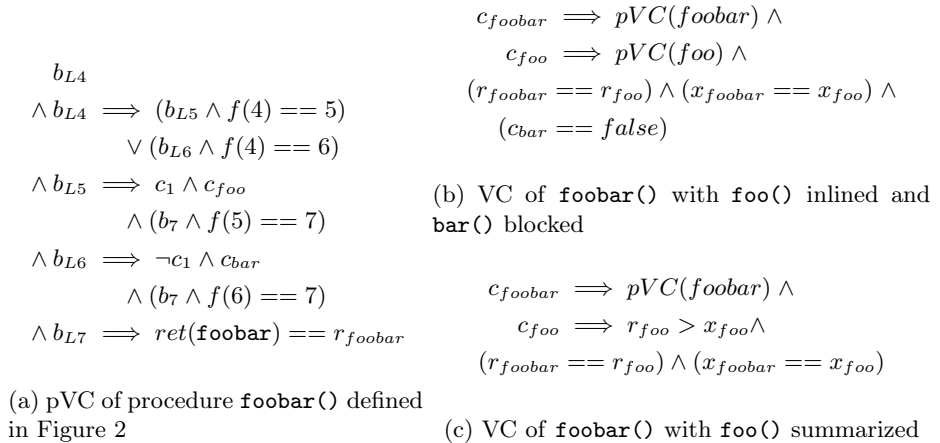 b_{L4}
∧ b_{L4} ⟹ (b_{L5} ∧ f(4) == 5)
∨ (b_{L6} ∧ f(4) == 6)
∧ b_{L5} ⟹ c_1 ∧ c_{foo}
∧ (b_7 ∧ f(5) == 7)
∧ b_{L6} ⟹ ¬c_1 ∧ c_{bar}
∧ (b_7 ∧ f(6) == 7)
∧ b_{L7} ⟹ ret(foobar) == r_{foobar}
(a) pVC of procedure foobar() defined
in Figure 2
c_{foobar} ⟹ pVC(foobar) ∧
c_{foo} ⟹ pVC(foo) ∧
(r_{foobar} == r_{foo}) ∧ (x_{foobar} == x_{foo}) ∧
(c_{bar} == false)
(b) VC of foobar() with foo() inlined and
bar() blocked
c_{foobar} ⟹ pVC(foobar) ∧
c_{foo} ⟹ r_{foo} > x_{foo}∧
(r_{foobar} == r_{foo}) ∧ (x_{foobar} == x_{foo})
(c) VC of foobar() with foo() summarized